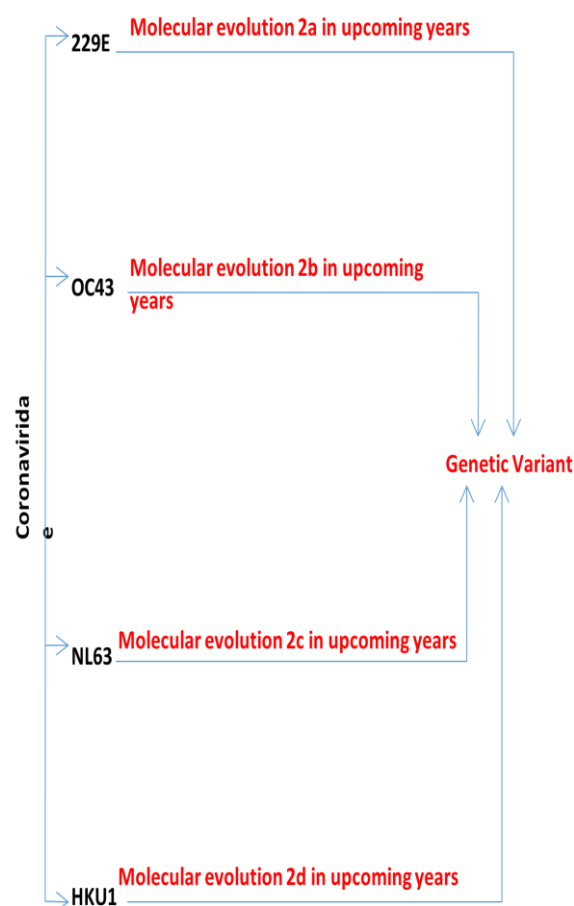 Molecular evolution 2a in upcoming years
229E
Molecular evolution 2b in upcoming
years
OC43
Coronavirida
e
Genetic Variant
Molecular evolution 2c in upcoming years
NL63
Molecular evolution 2d in upcoming years
HKU1